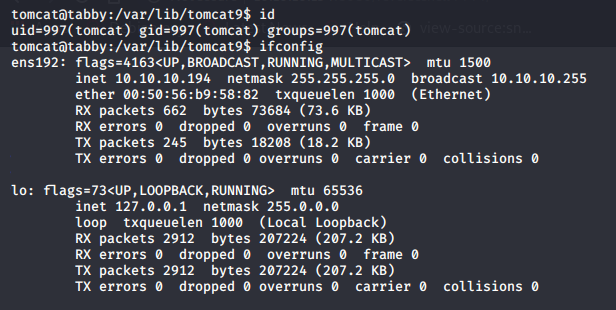 tomcat@tabby:/var/lib/tomcat9$ id
uid=997(tomcat) gid=997(tomcat) groups=997(tomcat)
view-source:sn...
tomcat@tabby:/var/lib/tomcat9$ ifconfig
ens192: flags=4163<UP,BROADCAST,RUNNING,MULTICAST>  mtu 1500
        inet 10.10.10.194  netmask 255.255.255.0  broadcast 10.10.10.255
        ether 00:50:56:b9:58:82  txqueuelen 1000  (Ethernet)
        RX packets 662  bytes 73684 (73.6 KB)
        RX errors 0  dropped 0  overruns 0  frame 0
        TX packets 245  bytes 18208 (18.2 KB)
        TX errors 0  dropped 0 overruns 0  carrier 0  collisions 0

lo: flags=73<UP,LOOPBACK,RUNNING>  mtu 65536
        inet 127.0.0.1  netmask 255.0.0.0
        loop  txqueuelen 1000  (Local Loopback)
        RX packets 2912  bytes 207224 (207.2 KB)
        RX errors 0  dropped 0  overruns 0  frame 0
        TX packets 2912  bytes 207224 (207.2 KB)
        TX errors 0  dropped 0 overruns 0  carrier 0  collisions 0